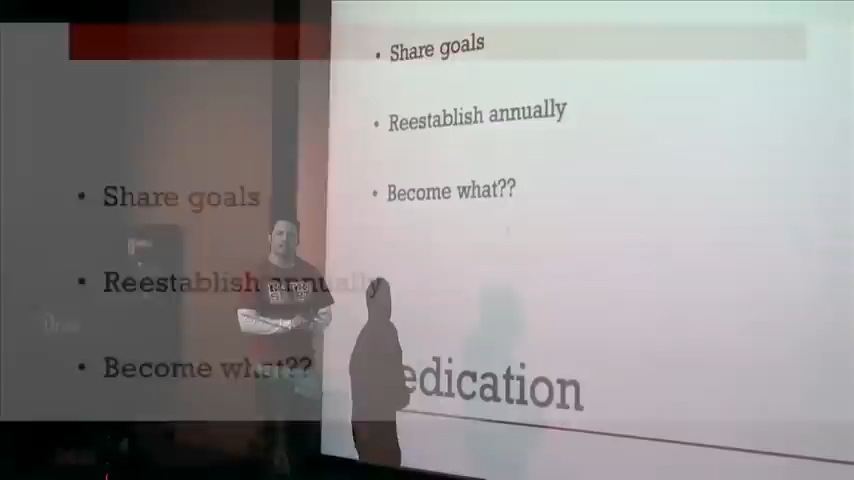 • Share goals
• Reestablish annually
• Become what??
edication
• Share goals
• Reestablish annually
• Become what??